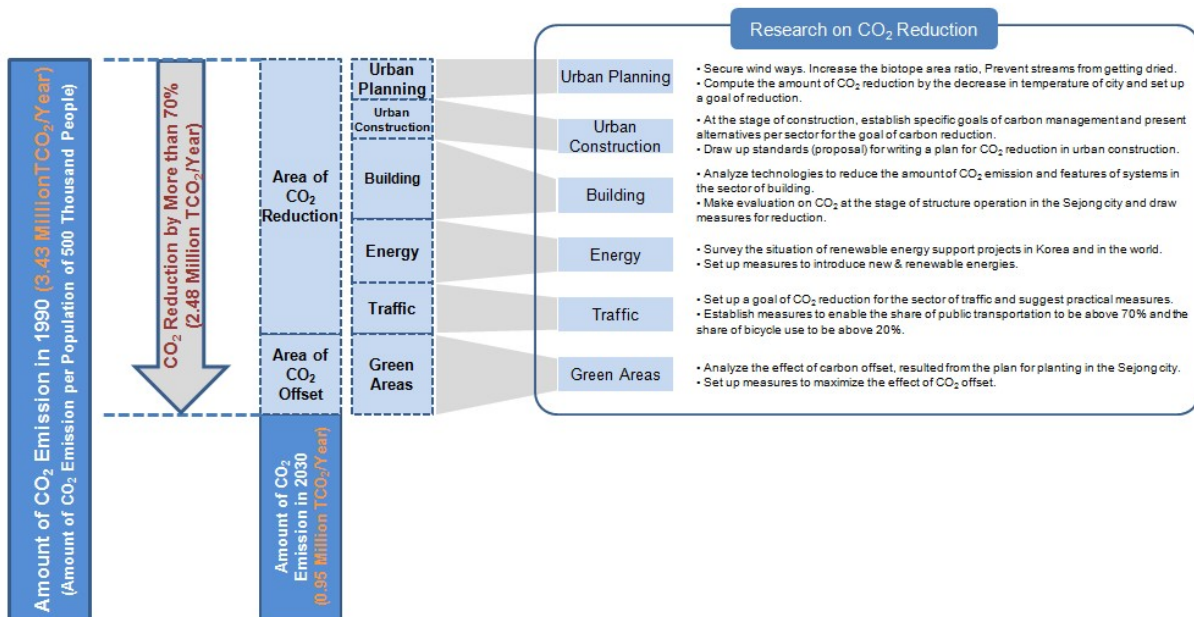 Research on CO₂ Reduction
Amount of CO₂ Emission in 1990 (3.43 MillionTCO₂/Year)
(Amount of CO₂ Emission per Population of 500 Thousand People)
CO₂ Reduction by More than 70%
(2.48 Million TCO₂/Year)
Area of
CO₂
Reduction
Area of
CO₂
Offset
Amount of CO₂
Emission in 2030
(0.95 Million TCO₂/Year)
Urban
Planning
Urban
Construction
Building
Energy
Traffic
Green
Areas
Urban Planning
• Secure wind ways. Increase the biotope area ratio, Prevent streams from getting dried.
• Compute the amount of CO₂ reduction by the decrease in temperature of city and set up
a goal of reduction.
Urban
Construction
• At the stage of construction, establish specific goals of carbon management and present
alternatives per sector for the goal of carbon reduction.
• Draw up standards (proposal) for writing a plan for CO₂ reduction in urban construction.
Building
• Analyze technologies to reduce the amount of CO₂ emission and features of systems in
the sector of building.
• Make evaluation on CO₂ at the stage of structure operation in the Sejong city and draw
measures for reduction.
Energy
• Survey the situation of renewable energy support projects in Korea and in the world.
• Set up measures to introduce new & renewable energies.
Traffic
• Set up a goal of CO₂ reduction for the sector of traffic and suggest practical measures.
• Establish measures to enable the share of public transportation to be above 70% and the
share of bicycle use to be above 20%.
Green Areas
• Analyze the effect of carbon offset, resulted from the plan for planting in the Sejong city.
• Set up measures to maximize the effect of CO₂ offset.